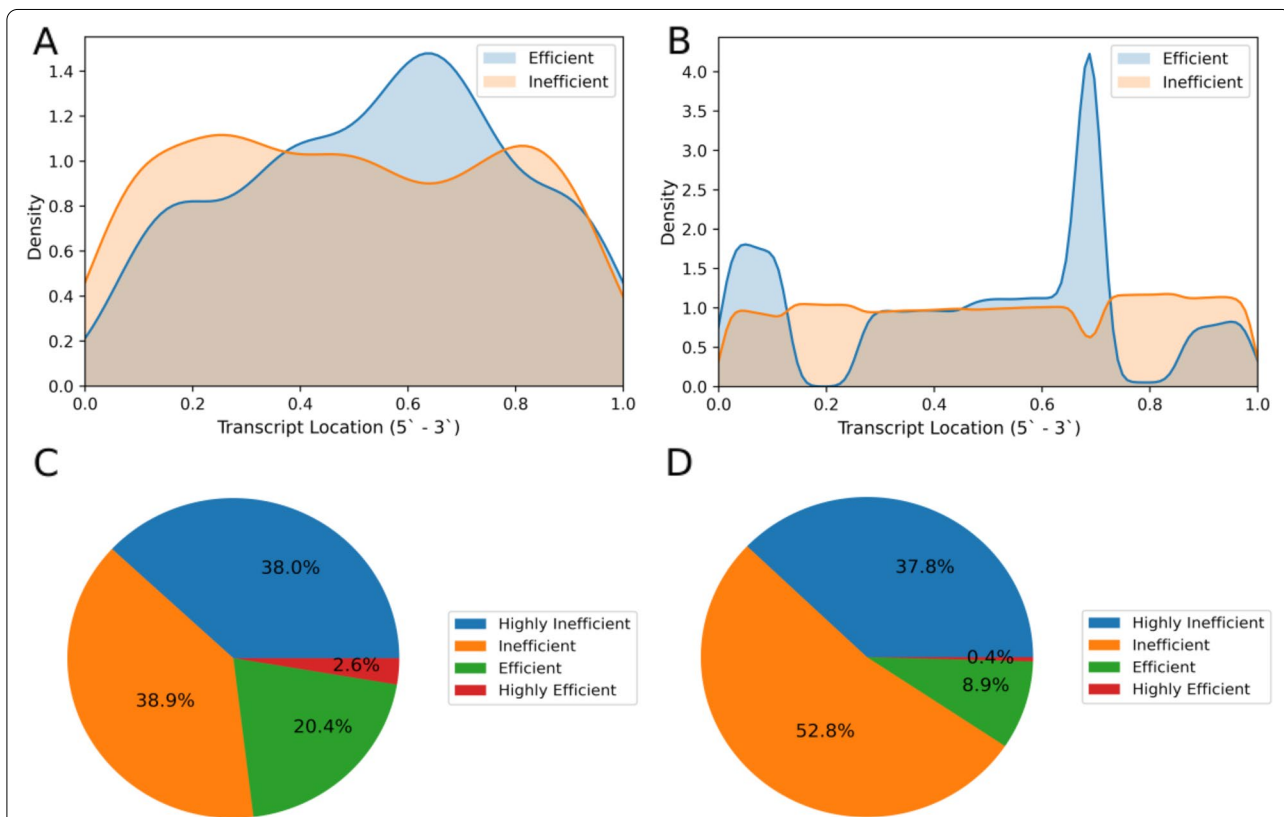 A
Efficient
Inefficient
1.4
1.2
1.0
0.8
0.6
0.4
0.2
0.0
Density
0.0 0.2 0.4 0.6 0.8 1.0
Transcript Location (5` - 3`)
B
Efficient
Inefficient
4.0
3.5
3.0
2.5
2.0
1.5
1.0
0.5
0.0
Density
0.0 0.2 0.4 0.6 0.8 1.0
Transcript Location (5` - 3`)
C
38.0%
38.9%
20.4%
2.6%
Highly Inefficient
Inefficient
Efficient
Highly Efficient
D
37.8%
52.8%
8.9%
0.4%
Highly Inefficient
Inefficient
Efficient
Highly Efficient